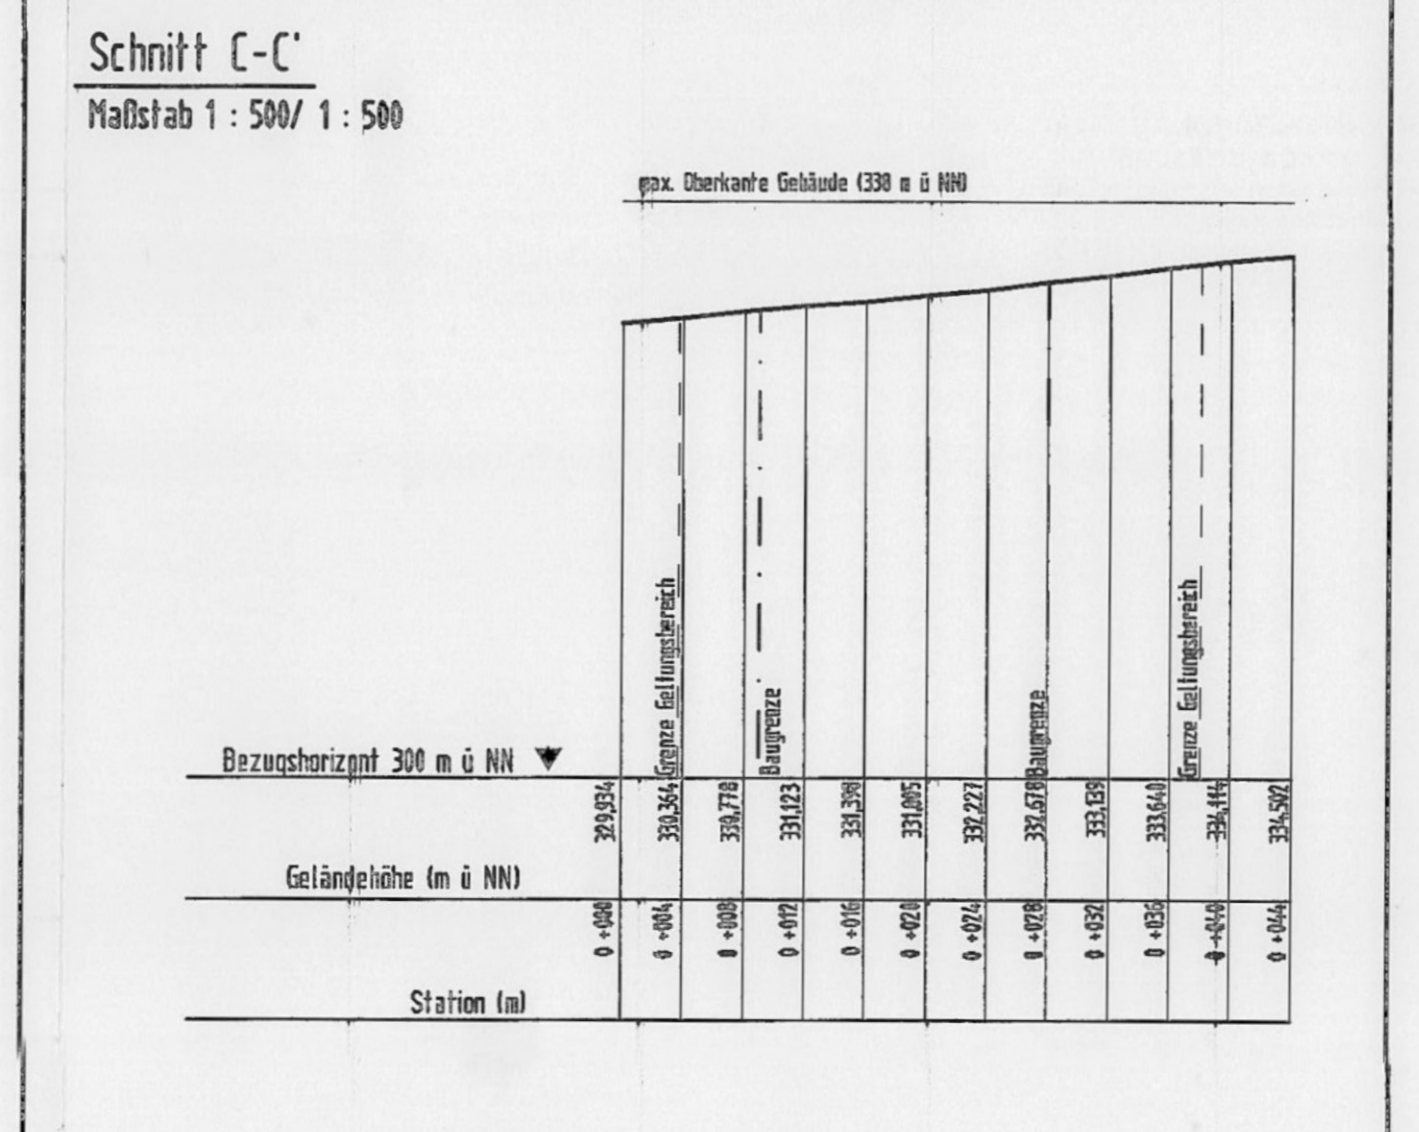 Schnitt C-C'
Maßstab 1 : 500/ 1 : 500
max. Oberkante Gebäude (338 m ü NN)
Grenze Geltungsbereich
Baugrenze
Baugrenze
Grenze Geltungsbereich
Bezugshorizont 300 m ü NN
329,934 330,364 330,778 331,123 331,398 331,805 332,227 332,678 333,139 333,640 334,114 334,502
Geländehöhe (m ü NN)
0 +000 0 +004 0 +008 0 +012 0 +016 0 +020 0 +024 0 +028 0 +032 0 +036 0 +040 0 +044
Station (m)